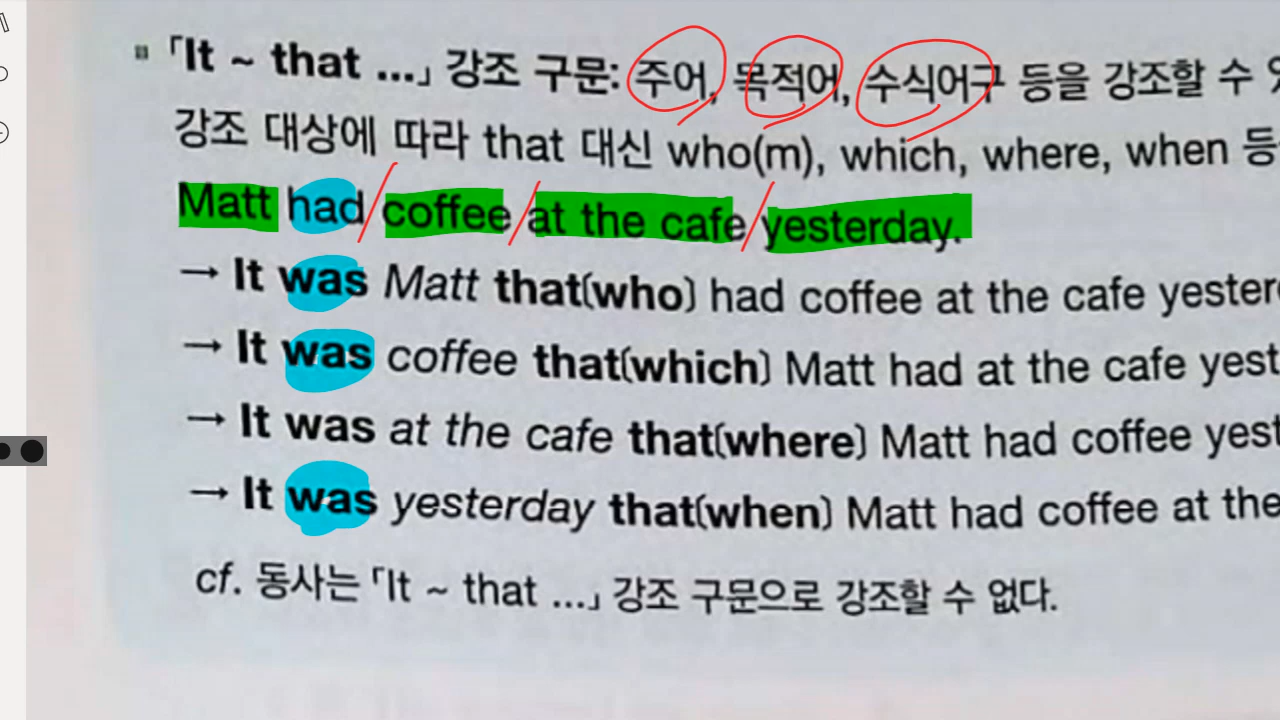 「It ~ that ...」 강조 구문: 주어, 목적어, 수식어구 등을 강조할 수
강조 대상에 따라 that 대신 who(m), which, where, when 등
Matt had coffee at the cafe yesterday.
→ It was Matt that(who) had coffee at the cafe
→ It was coffee that(which) Matt had at the cafe
→ It was at the cafe that(where) Matt had coffee
→ It was yesterday that(when) Matt had coffee at the
cf. 동사는 「It ~ that ...」 강조 구문으로 강조할 수 없다.